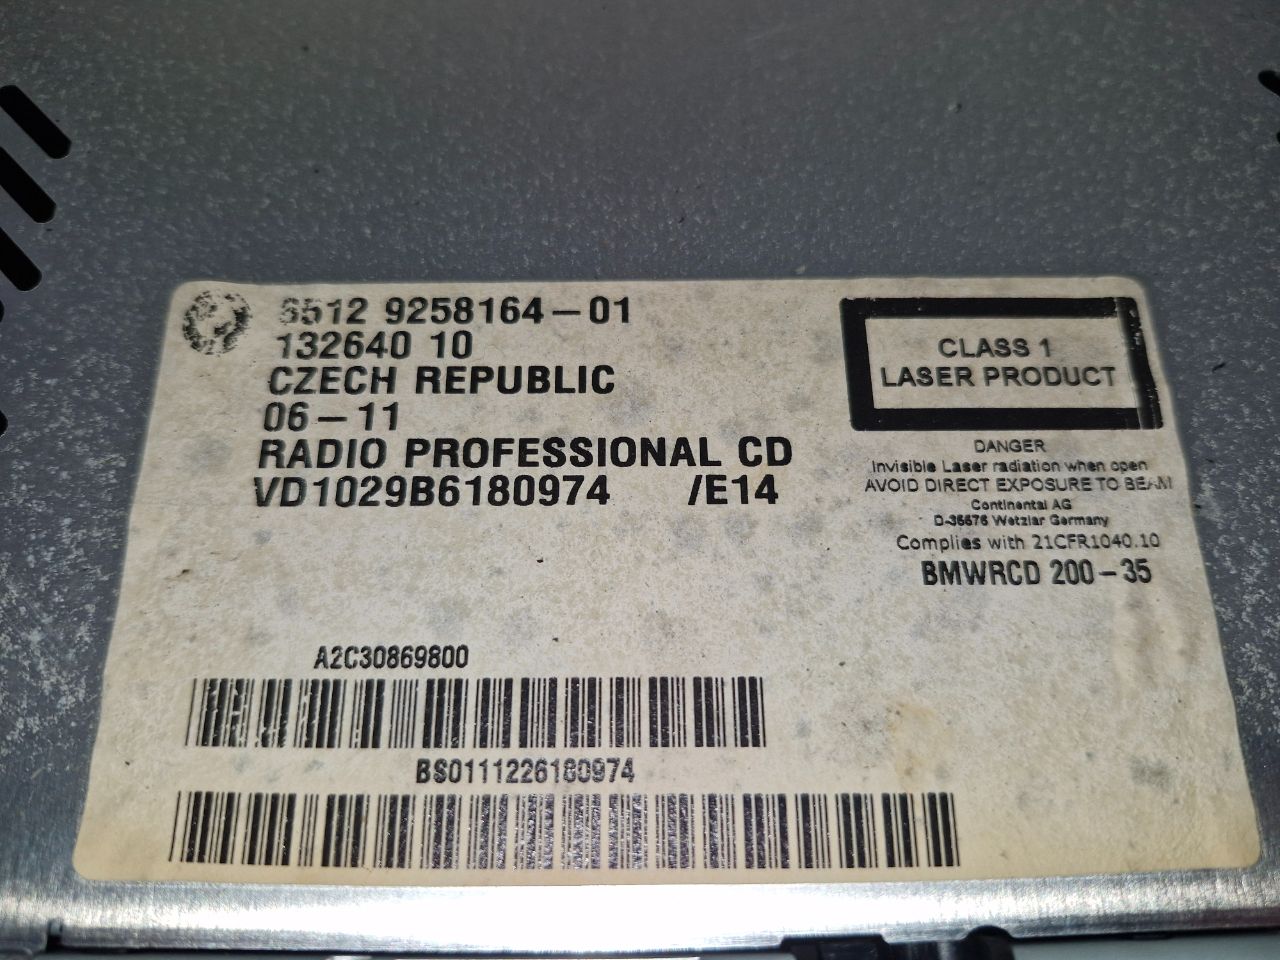 6512 9258164-01
132640 10
CZECH REPUBLIC
06-11
RADIO PROFESSIONAL CD
VD1029B6180974 /E14
CLASS 1
LASER PRODUCT
DANGER
Invisible Laser radiation when open
AVOID DIRECT EXPOSURE TO BEAM
Continental AG
D-35576 Wetzlar Germany
Complies with 21CFR1040.10
BMWRCD 200-35
A2C30869800
BS0111226180974